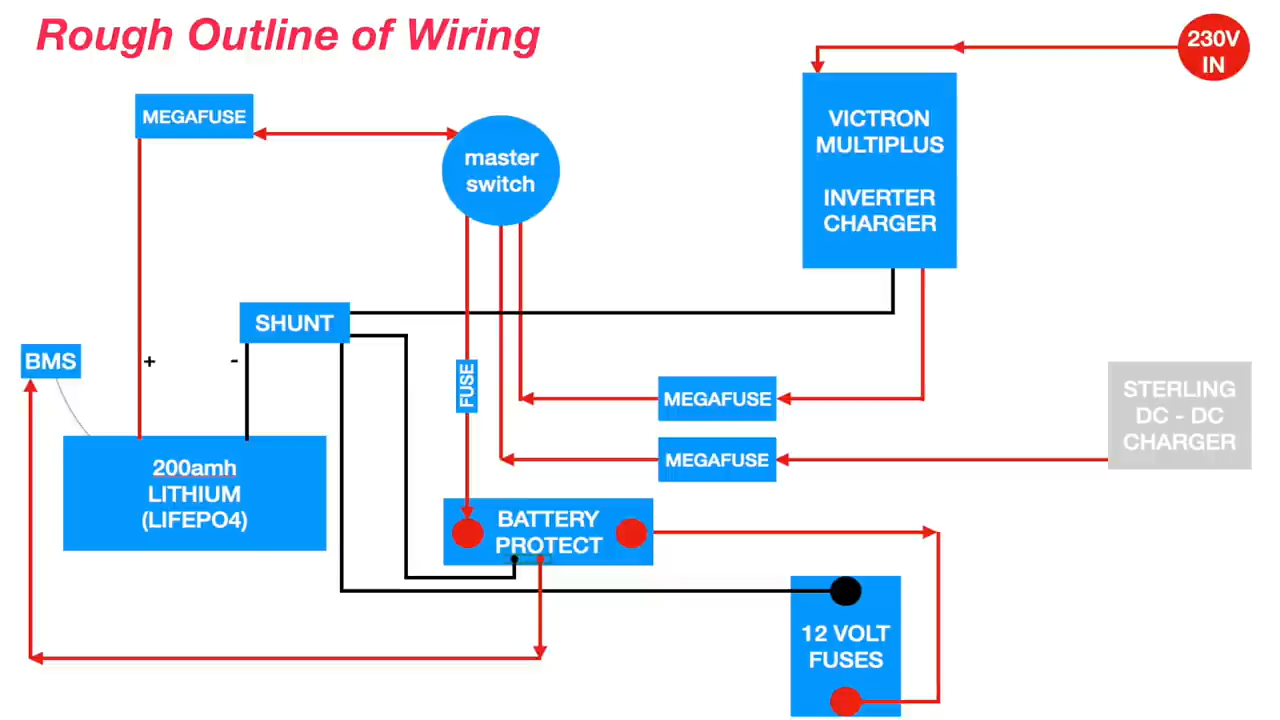 Rough Outline of Wiring
230V
IN
MEGAFUSE
master
switch
VICTRON
MULTIPLUS
INVERTER
CHARGER
SHUNT
+
-
BMS
FUSE
MEGAFUSE
STERLING
DC - DC
CHARGER
MEGAFUSE
200amh
LITHIUM
(LIFEPO4)
BATTERY
PROTECT
12 VOLT
FUSES